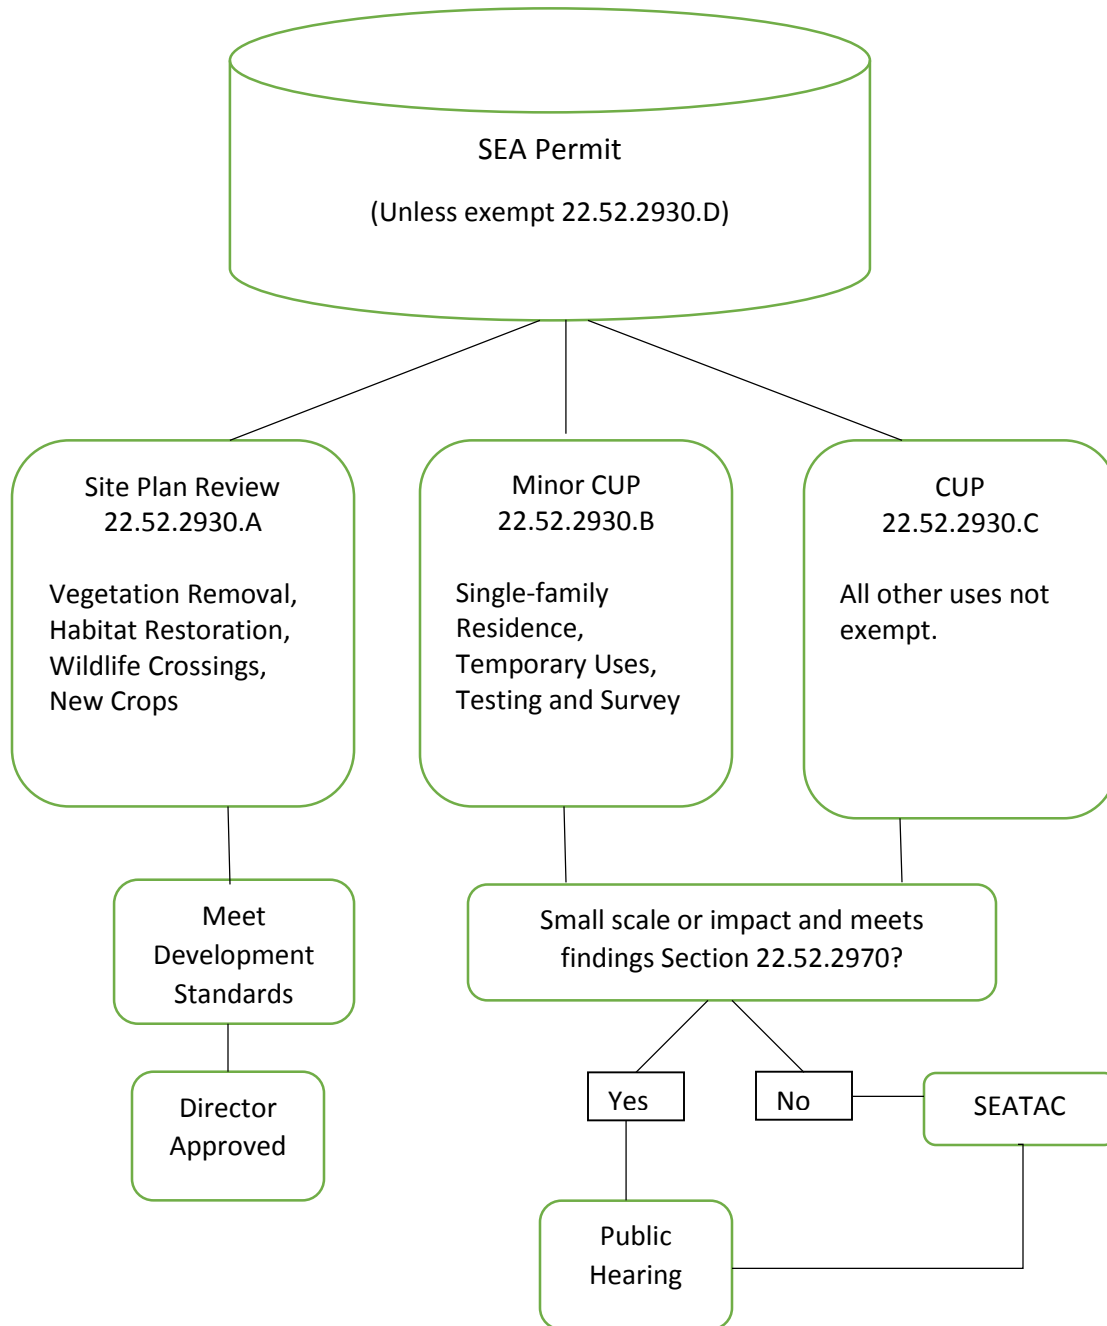 SEA Permit
(Unless exempt 22.52.2930.D)
Site Plan Review
22.52.2930.A
Vegetation Removal,
Habitat Restoration,
Wildlife Crossings,
New Crops
Minor CUP
22.52.2930.B
Single-family
Residence,
Temporary Uses,
Testing and Survey
CUP
22.52.2930.C
All other uses not
exempt.
Meet
Development
Standards
Director
Approved
Small scale or impact and meets
findings Section 22.52.2970?
Yes
No
SEATAC
Public
Hearing